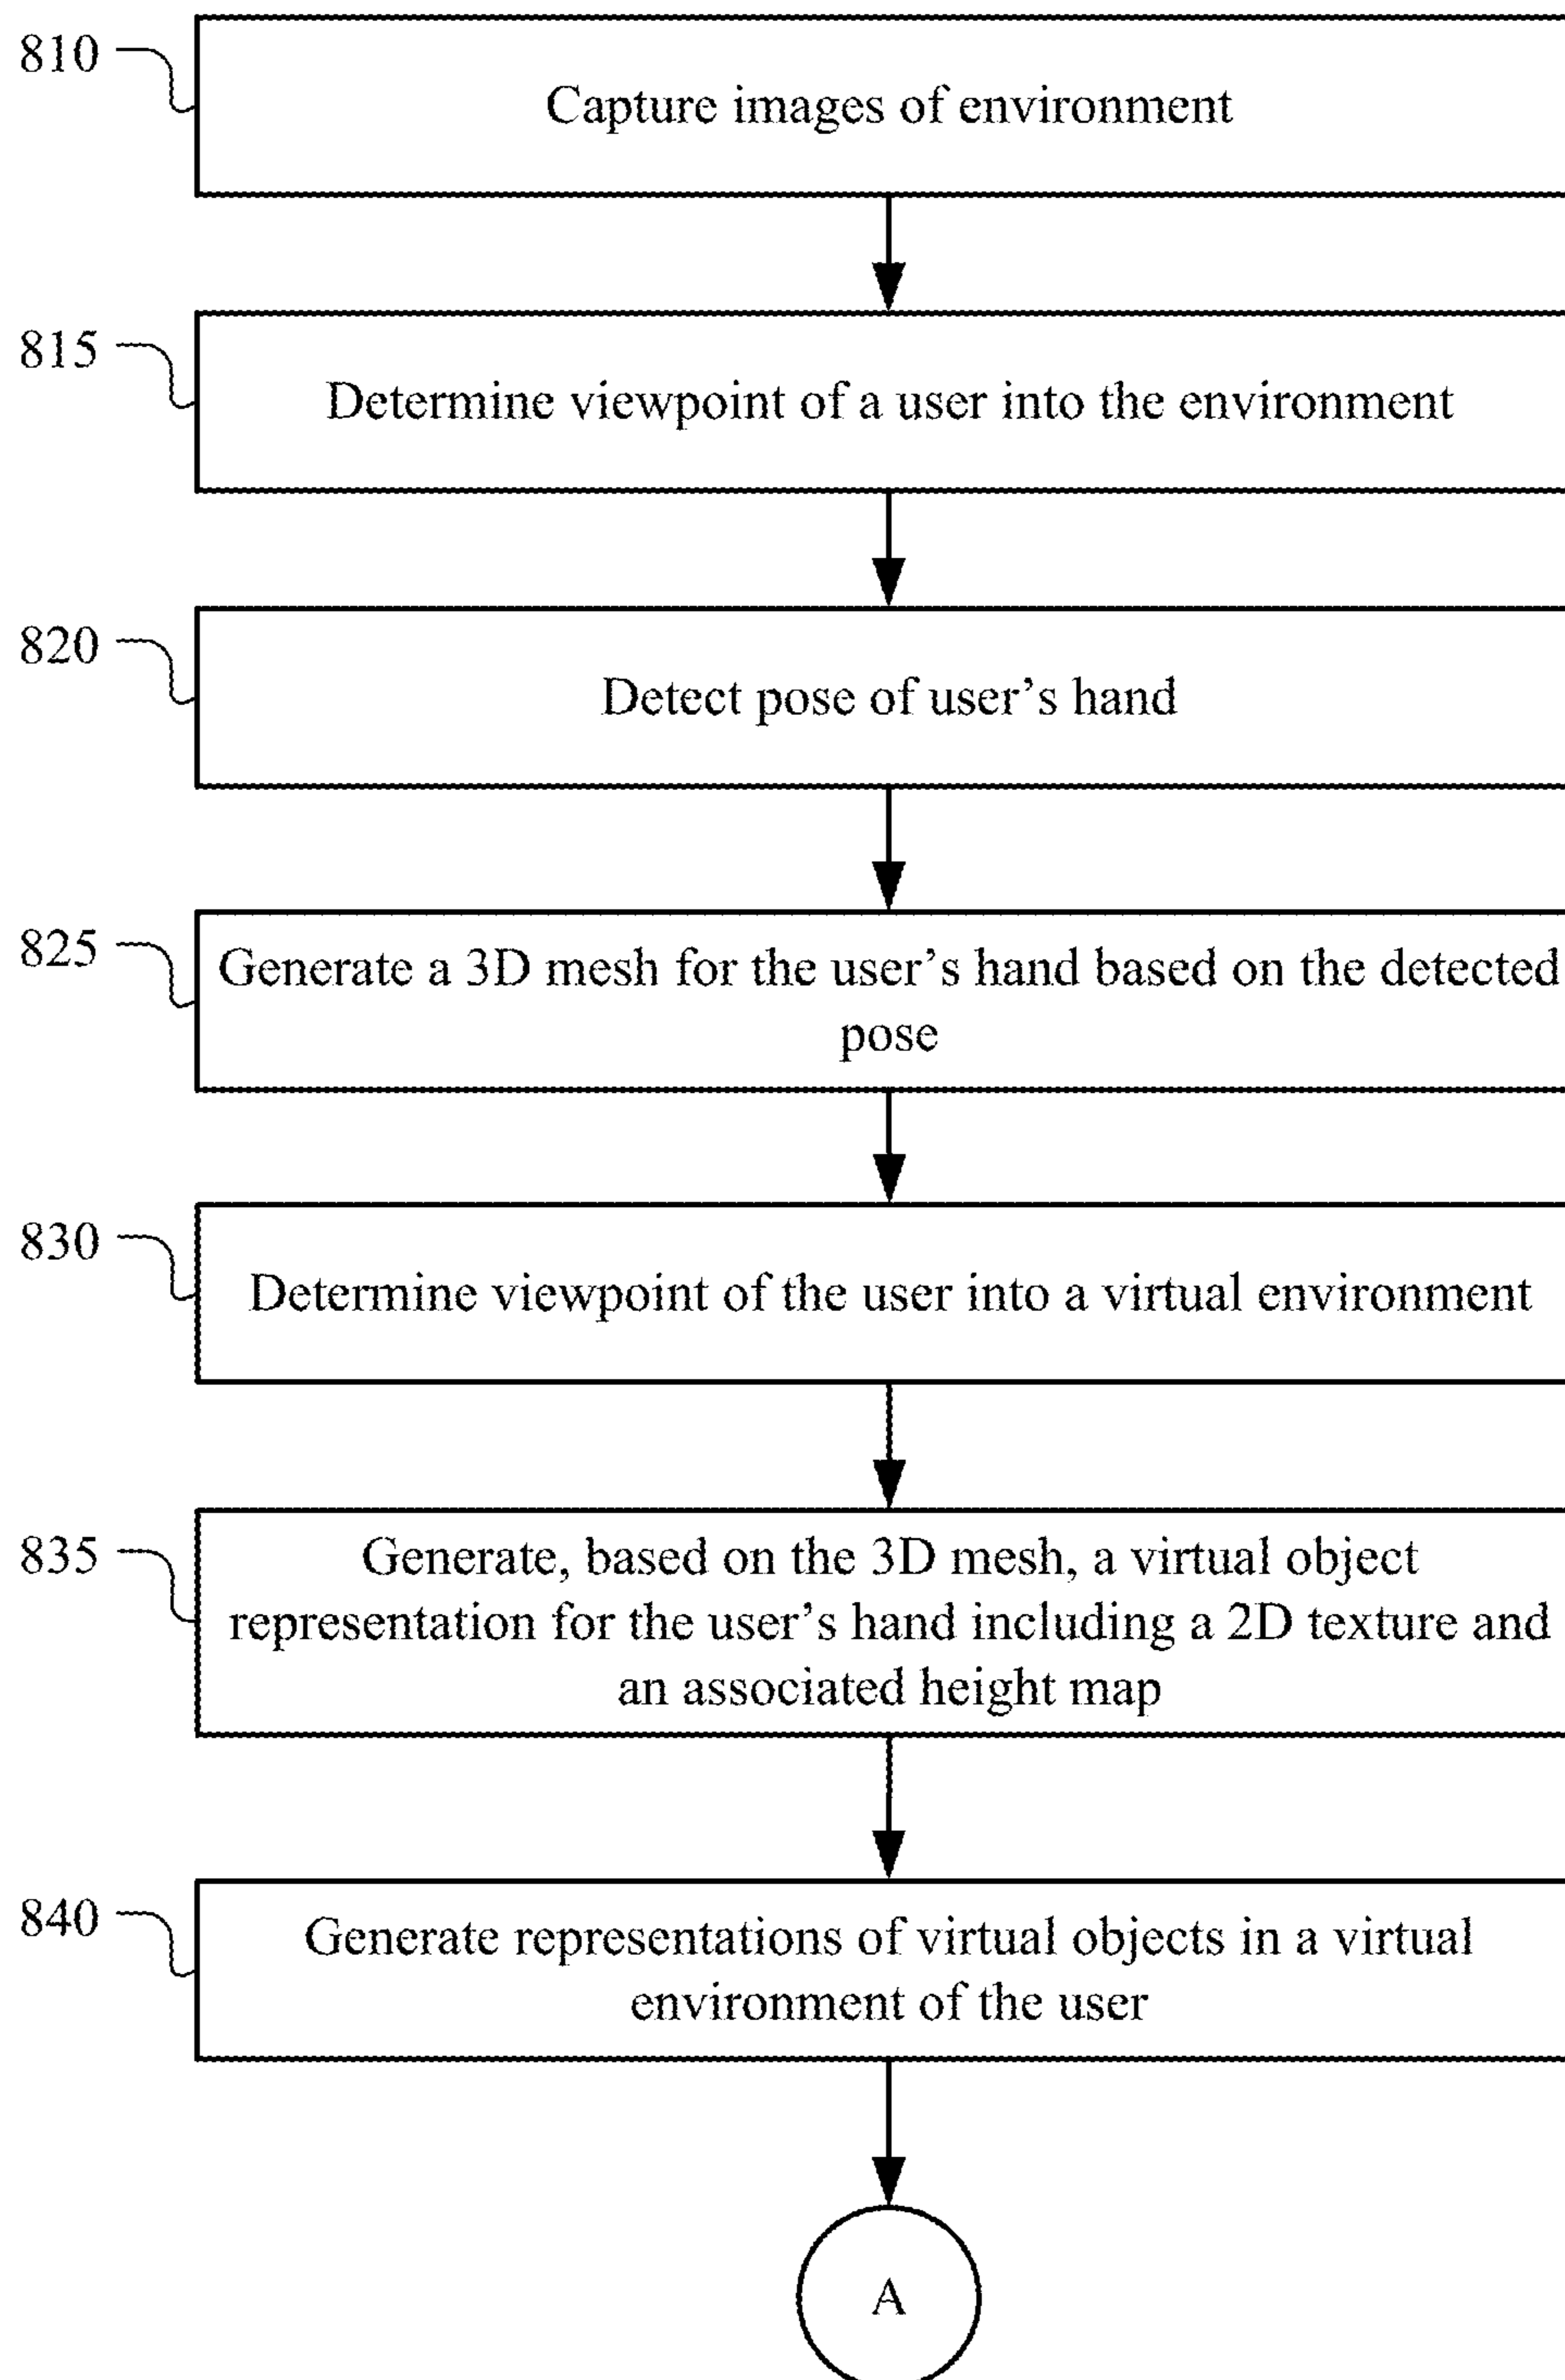 810
Capture images of environment
815
Determine viewpoint of a user into the environment
820
Detect pose of user's hand
825
Generate a 3D mesh for the user's hand based on the detected
pose
830
Determine viewpoint of the user into a virtual environment
835
Generate, based on the 3D mesh, a virtual object
representation for the user's hand including a 2D texture and
an associated height map
840
Generate representations of virtual objects in a virtual
environment of the user
A